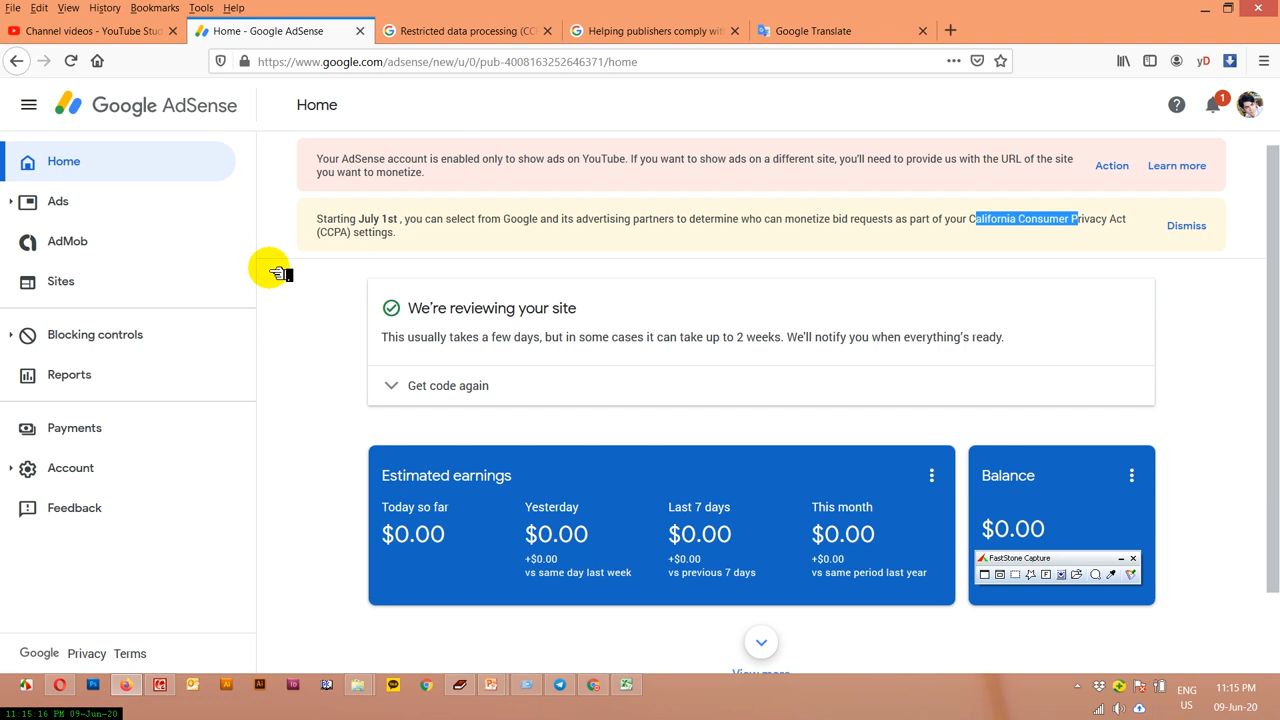 File Edit View History Bookmarks Tools Help
Channel videos - YouTube Stud
Home - Google AdSense
Restricted data processing (CC
Helping publishers comply wit
Google Translate
https://www.google.com/adsense/new/u/0/pub-4008163252646371/home
yD
Google AdSense
Home
1
Home
Ads
AdMob
Sites
Blocking controls
Reports
Payments
Account
Feedback
Google Privacy Terms
Your AdSense account is enabled only to show ads on YouTube. If you want to show ads on a different site, you'll need to provide us with the URL of the site
you want to monetize.
Action Learn more
Starting July 1st , you can select from Google and its advertising partners to determine who can monetize bid requests as part of your California Consumer Privacy Act
(CCPA) settings.
Dismiss
We're reviewing your site
This usually takes a few days, but in some cases it can take up to 2 weeks. We'll notify you when everything's ready.
Get code again
Estimated earnings
Today so far Yesterday Last 7 days This month
$0.00 $0.00 $0.00 $0.00
+$0.00 +$0.00 +$0.00
vs same day last week vs previous 7 days vs same period last year
Balance
$0.00
FastStone Capture
View more
ENG
US
11:15 PM
09-Jun-20
11:15:16 PM 09-Jun-20